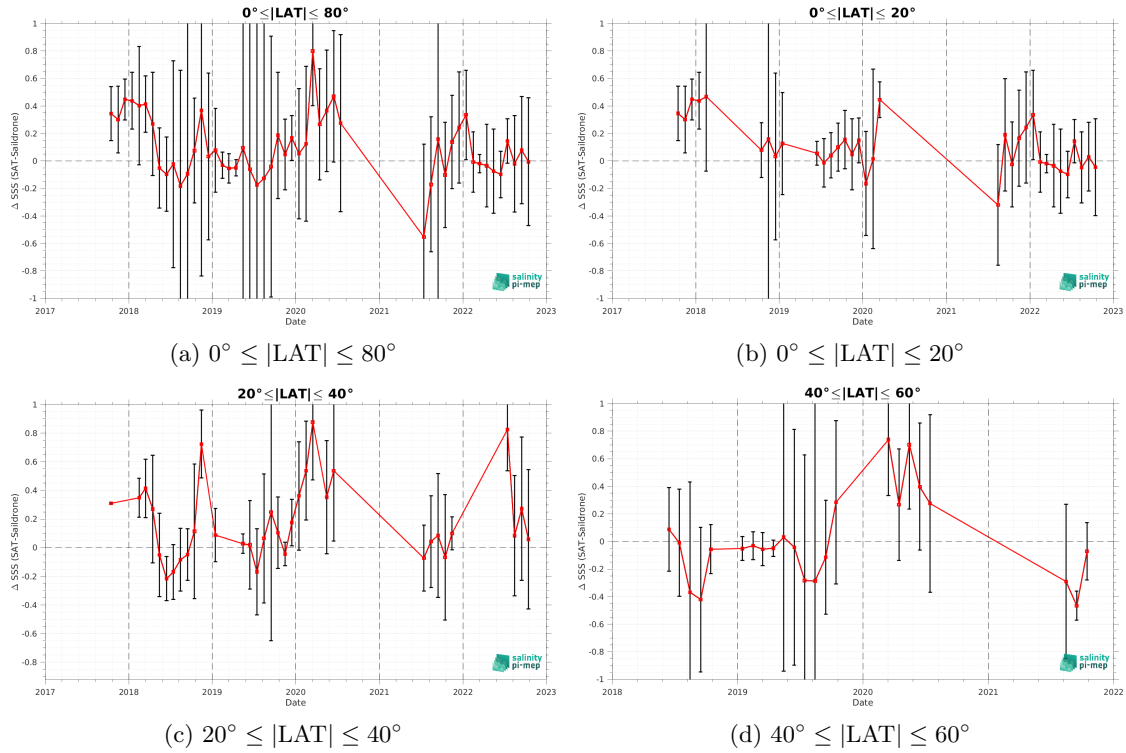 0°≤|LAT|≤ 80°
1
0.8
0.6
0.4
0.2
0
-0.2
-0.4
-0.6
-0.8
-1
Δ SSS (SAT-Saildrone)
2017 2018 2019 2020 2021 2022 2023
Date
salinity
pi-mep
(a) 0° ≤ |LAT| ≤ 80°
0°≤|LAT|≤ 20°
1
0.8
0.6
0.4
0.2
0
-0.2
-0.4
-0.6
-0.8
-1
Δ SSS (SAT-Saildrone)
2017 2018 2019 2020 2021 2022 2023
Date
salinity
pi-mep
(b) 0° ≤ |LAT| ≤ 20°
20°≤|LAT|≤ 40°
1
0.8
0.6
0.4
0.2
0
-0.2
-0.4
-0.6
-0.8
Δ SSS (SAT-Saildrone)
2017 2018 2019 2020 2021 2022 2023
Date
salinity
pi-mep
(c) 20° ≤ |LAT| ≤ 40°
40°≤|LAT|≤ 60°
1
0.8
0.6
0.4
0.2
0
-0.2
-0.4
-0.6
-0.8
-1
Δ SSS (SAT-Saildrone)
2018 2019 2020 2021 2022
Date
salinity
pi-mep
(d) 40° ≤ |LAT| ≤ 60°